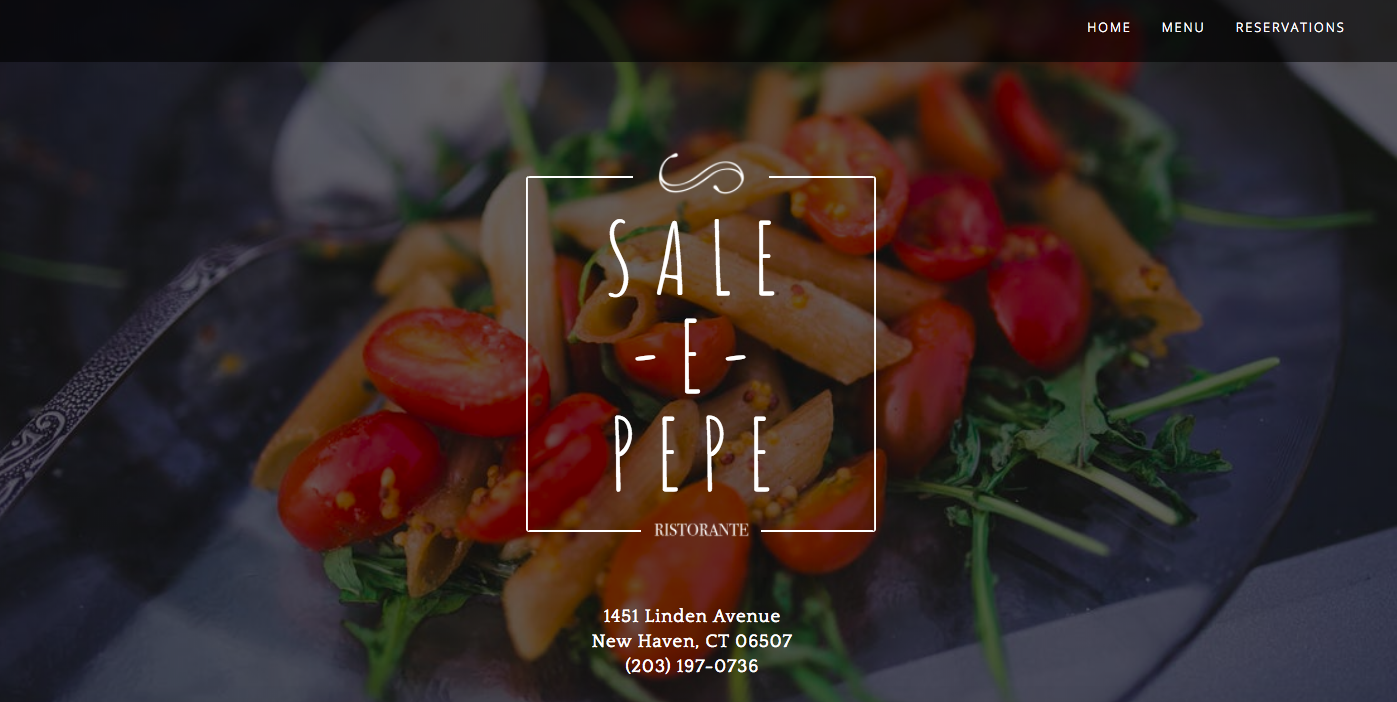 HOME MENU RESERVATIONS
SALE
-E-
PEPE
RISTORANTE
1451 Linden Avenue
New Haven, CT 06507
(203) 197-0736